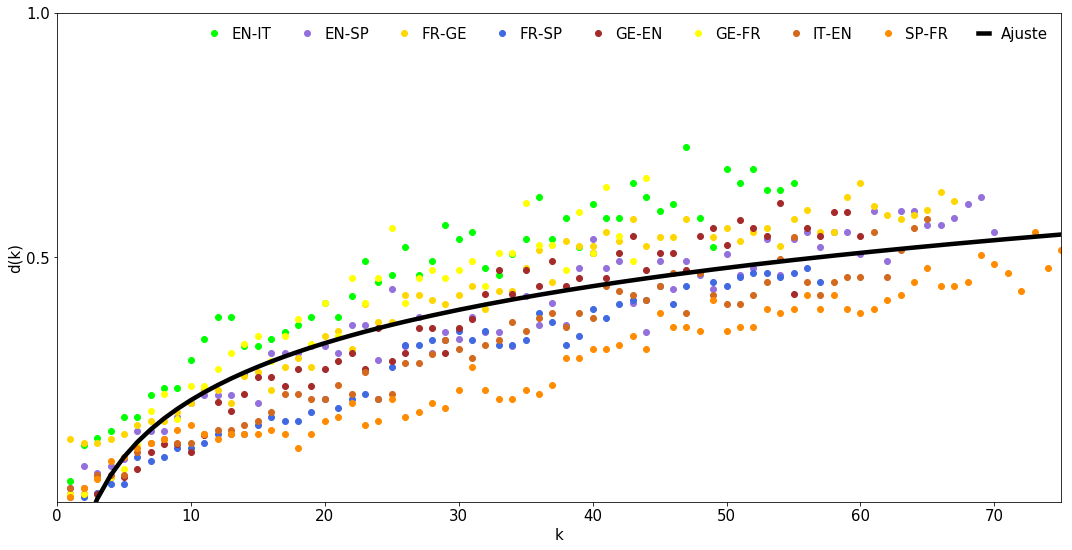 1.0
EN-IT EN-SP FR-GE FR-SP GE-EN GE-FR IT-EN SP-FR Ajuste
d(k)
0.5
0 10 20 30 40 50 60 70
k